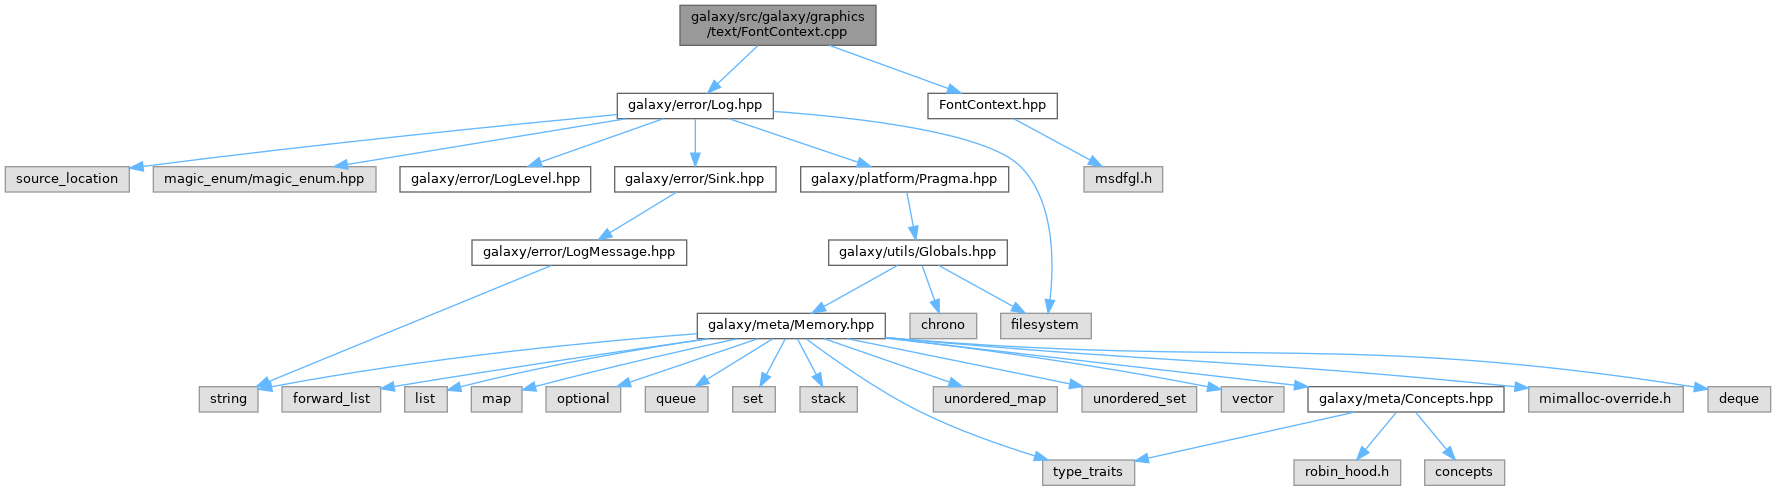 galaxy/src/galaxy/graphics
/text/FontContext.cpp
galaxy/error/Log.hpp
FontContext.hpp
source_location
magic_enum/magic_enum.hpp
galaxy/error/LogLevel.hpp
galaxy/error/Sink.hpp
galaxy/platform/Pragma.hpp
msdfgl.h
galaxy/error/LogMessage.hpp
galaxy/utils/Globals.hpp
galaxy/meta/Memory.hpp
chrono
filesystem
string
forward_list
list
map
optional
queue
set
stack
unordered_map
unordered_set
vector
galaxy/meta/Concepts.hpp
mimalloc-override.h
deque
type_traits
robin_hood.h
concepts